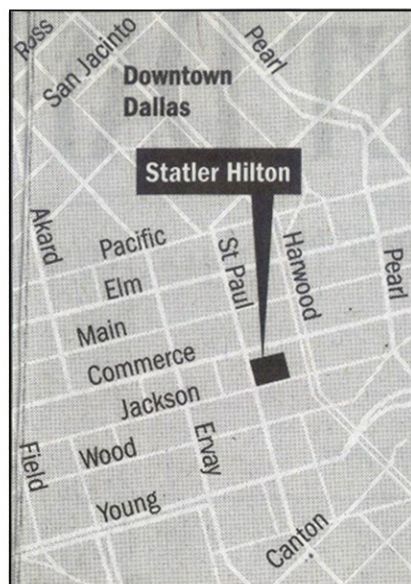 Ross
San Jacinto
Pearl
Downtown
Dallas
Statler Hilton
Akard
Pacific
St Paul
Harwood
Pearl
Elm
Main
Commerce
Jackson
Field
Wood
Ervay
Young
Canton